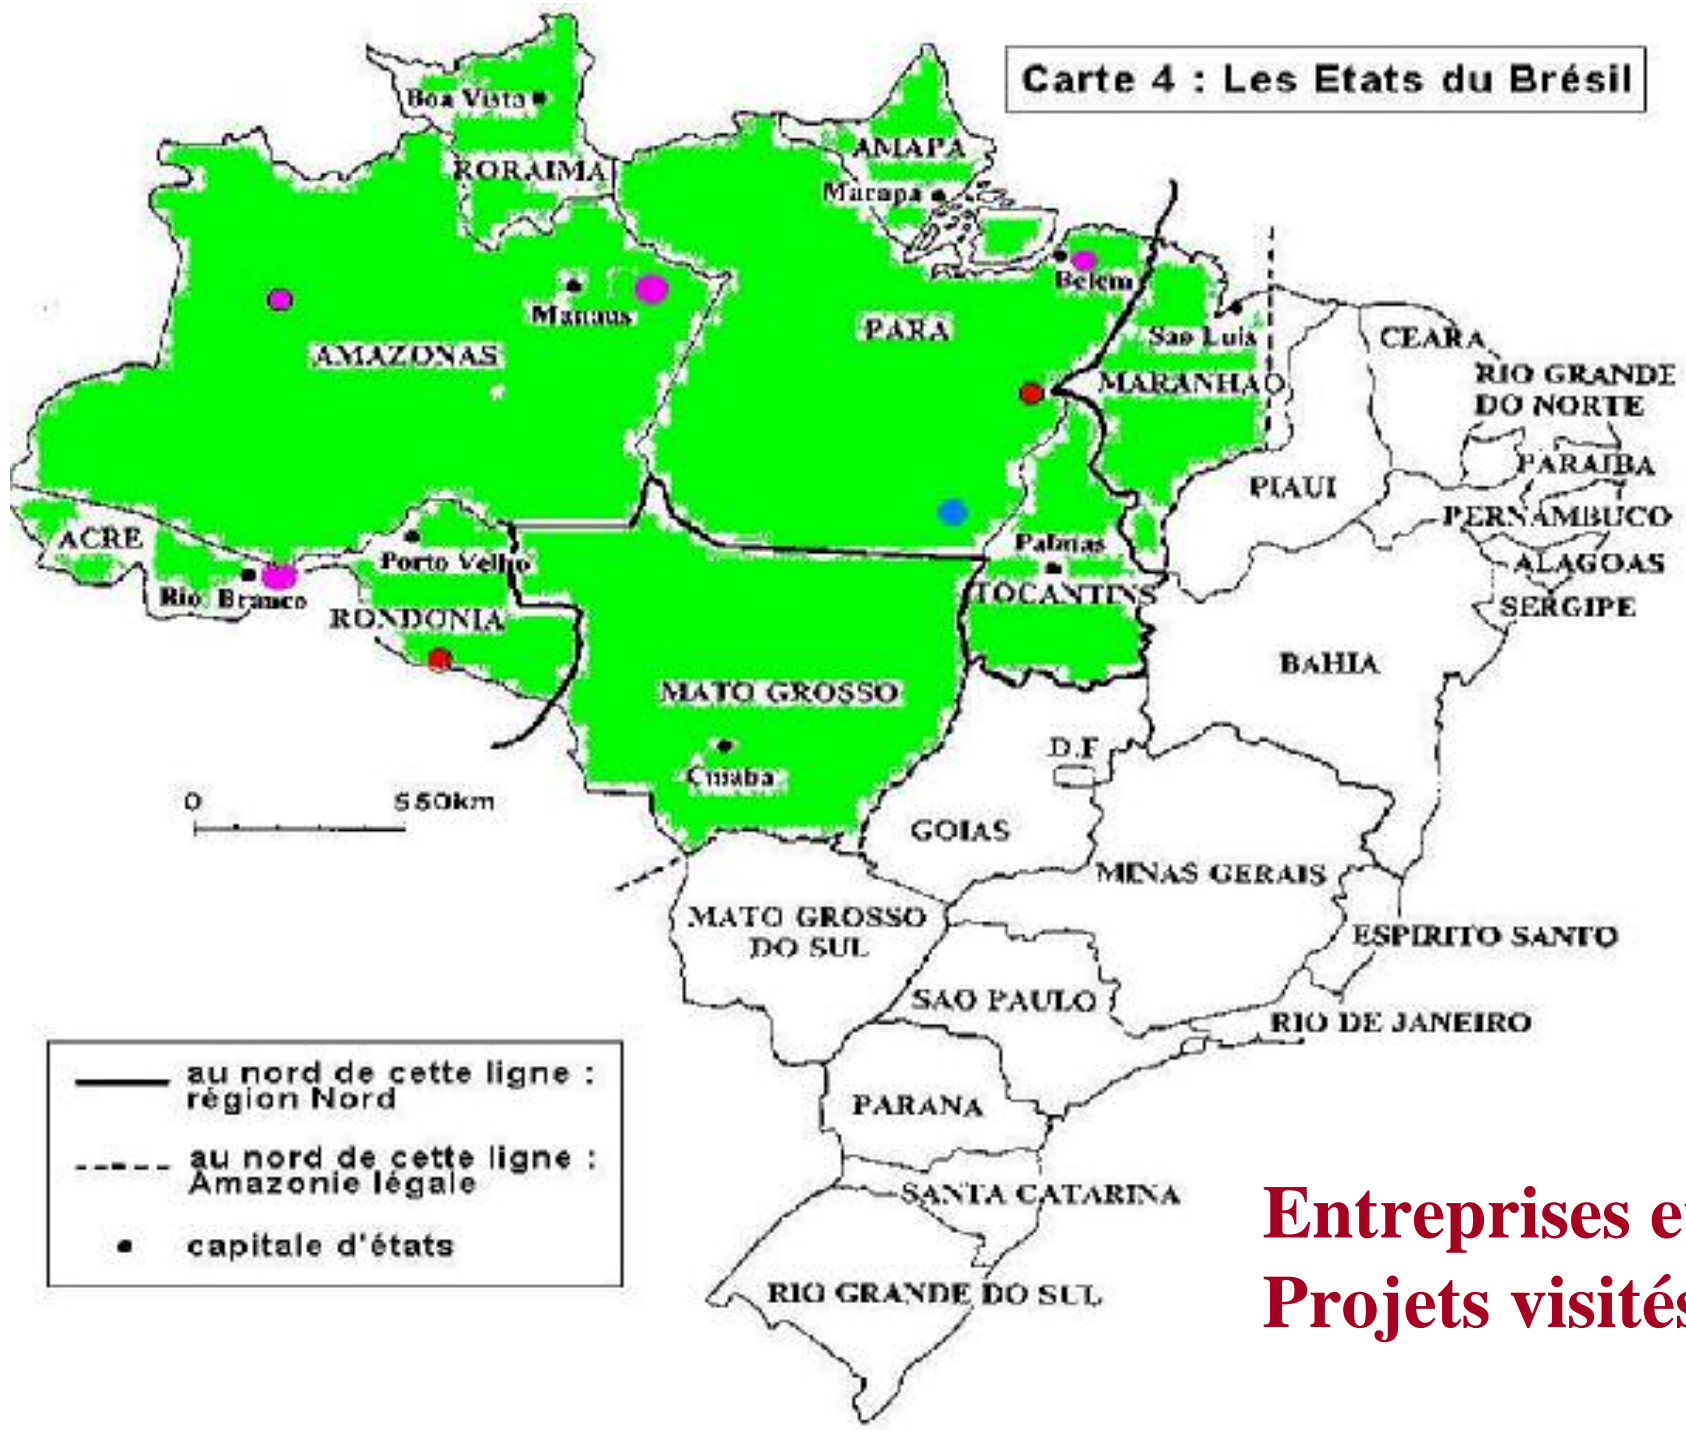 Carte 4 : Les Etats du Brésil
Boa Vista
RORAIMA
AMAPA
Macapa
Belem
Manaus
PARA
Sao Luis
AMAZONAS
MARANHAO
CEARA
RIO GRANDE
DO NORTE
PARAIBA
PIAUI
PERNAMBUCO
ACRE
Porto Velho
Palmas
ALAGOAS
Rio Branco
TOCANTINS
SERGIPE
RONDONIA
BAHIA
MATO GROSSO
D.F
Cuiaba
0 550km
GOIAS
MINAS GERAIS
MATO GROSSO
DO SUL
ESPIRITO SANTO
SAO PAULO
RIO DE JANEIRO
au nord de cette ligne :
région Nord
PARANA
au nord de cette ligne :
Amazonie légale
SANTA CATARINA
capitale d'états
RIO GRANDE DO SUL
Entreprises et
Projets visités